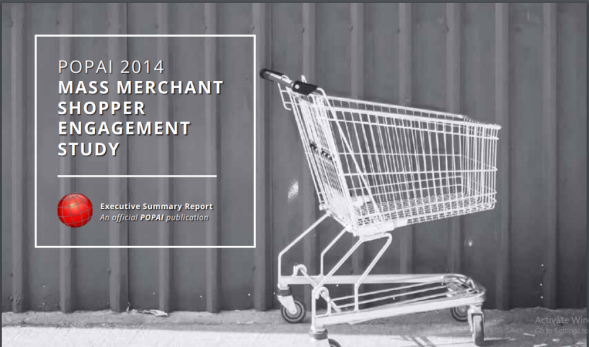 POPAI 2014
MASS MERCHANT
SHOPPER
ENGAGEMENT
STUDY
Executive Summary Report
An official POPAI publication
Activate Win